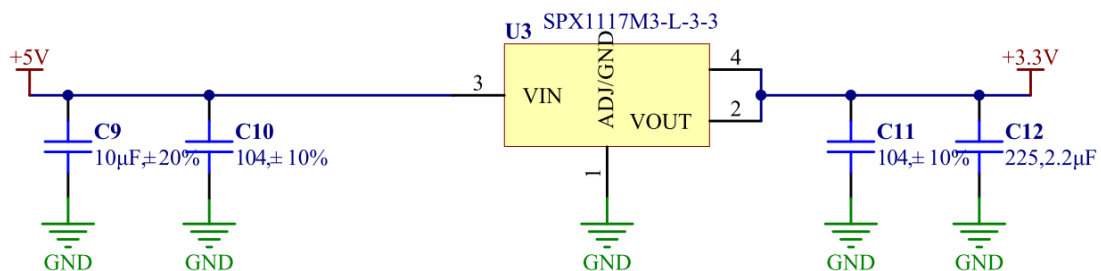 U3 SPX1117M3-L-3-3
+5V
+3.3V
3 VIN
ADJ/GND
4
VOUT 2
1
C9
10µF,±20%
C10
104,±10%
C11
104,±10%
C12
225,2.2µF
GND
GND
GND
GND
GND